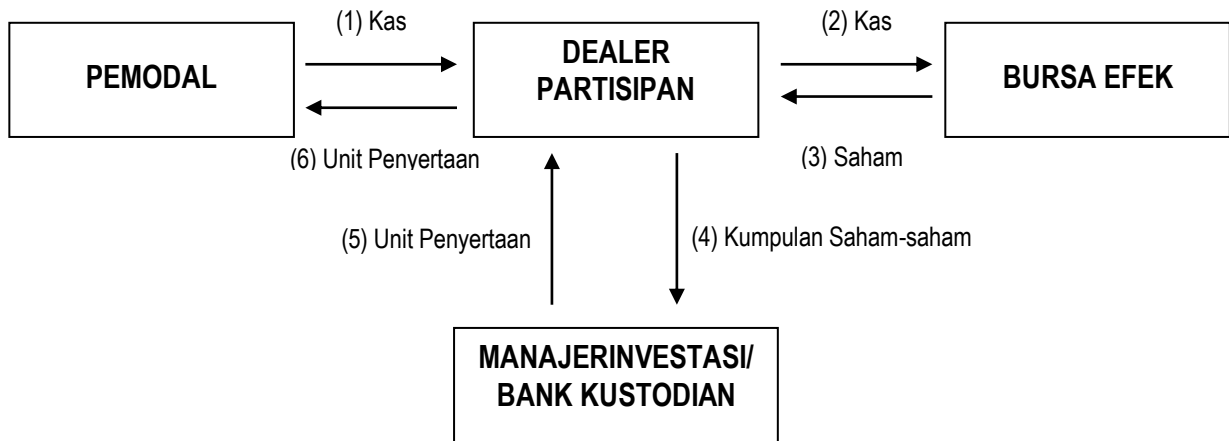 (1) Kas
(2) Kas
PEMODAL
DEALER
PARTISIPAN
BURSA EFEK
(6) Unit Penyertaan
(3) Saham
(5) Unit Penyertaan
(4) Kumpulan Saham-saham
MANAJERINVESTASI/
BANK KUSTODIAN